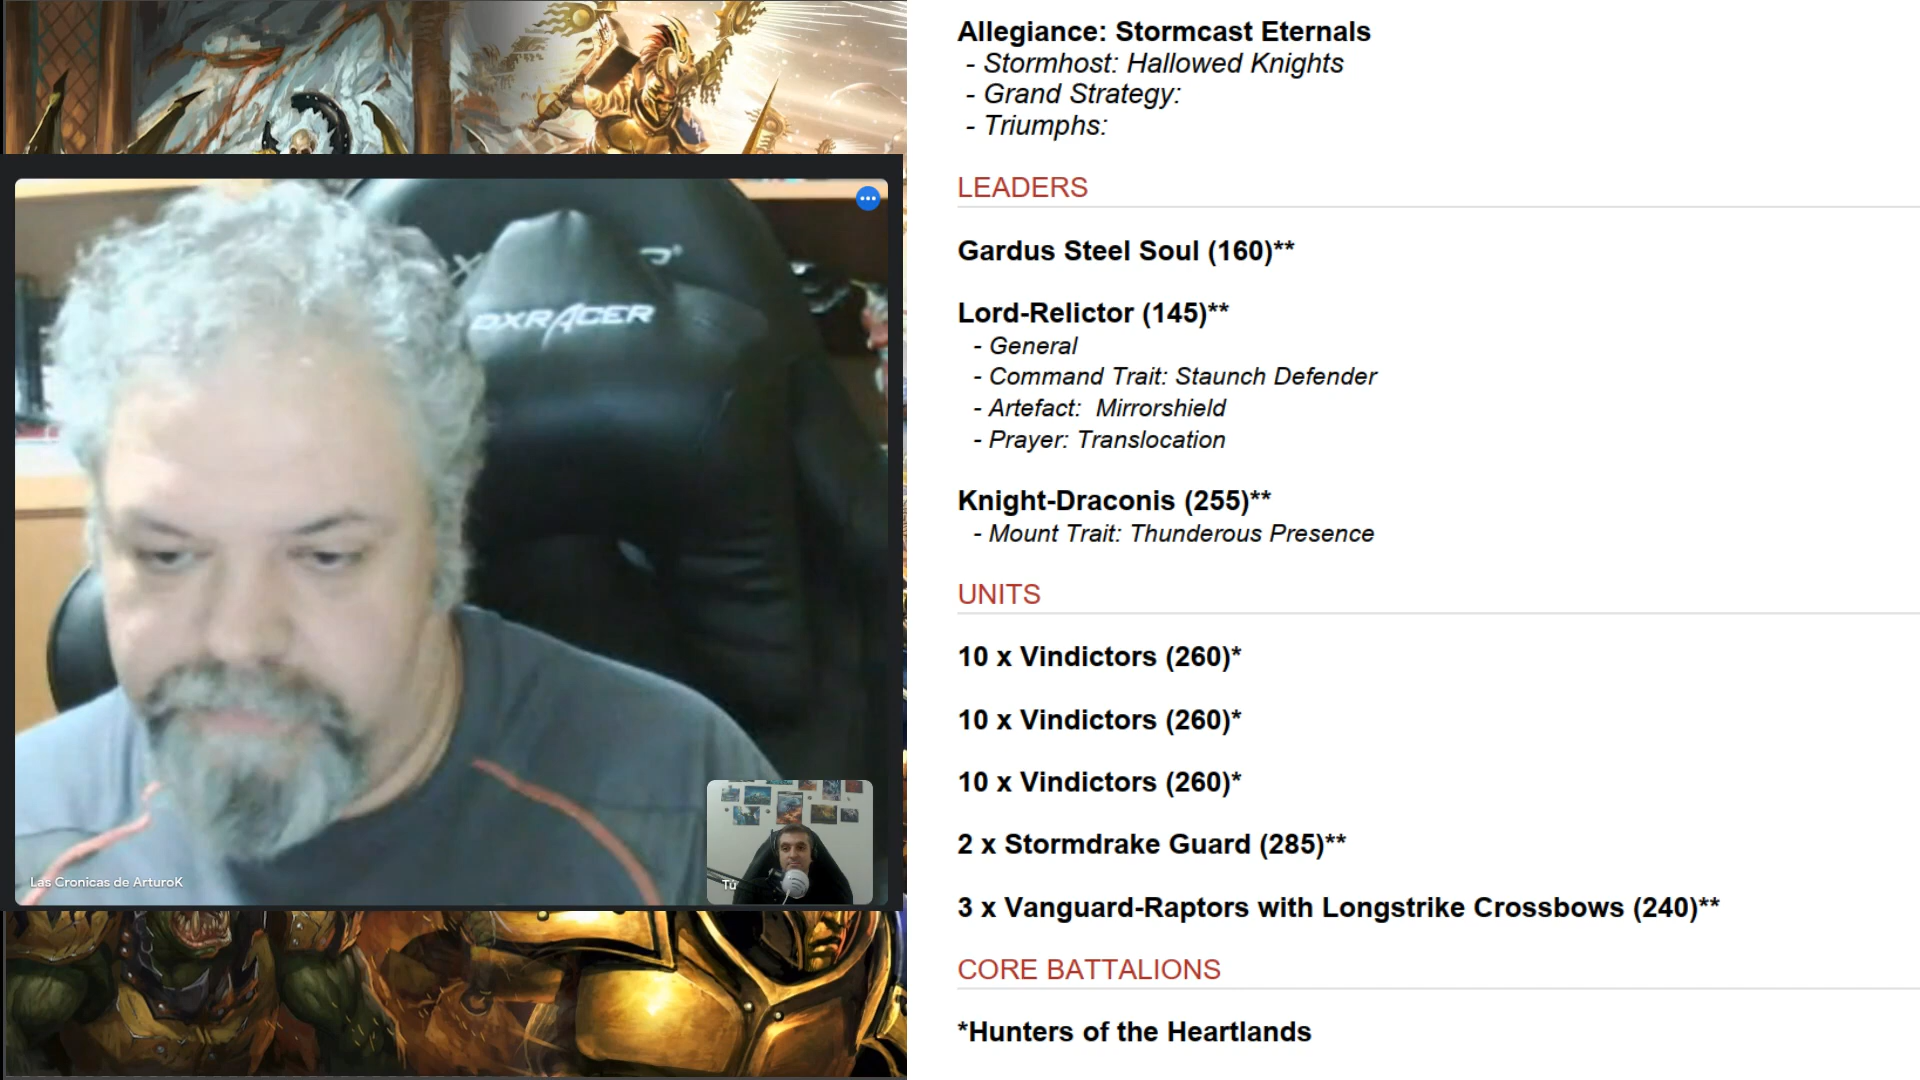 Allegiance: Stormcast Eternals
- Stormhost: Hallowed Knights
- Grand Strategy:
- Triumphs:
LEADERS
Gardus Steel Soul (160)**
Lord-Relictor (145)**
- General
- Command Trait: Staunch Defender
- Artefact: Mirrorshield
- Prayer: Translocation
Knight-Draconis (255)**
- Mount Trait: Thunderous Presence
UNITS
10 x Vindictors (260)*
10 x Vindictors (260)*
10 x Vindictors (260)*
2 x Stormdrake Guard (285)**
3 x Vanguard-Raptors with Longstrike Crossbows (240)**
CORE BATTALIONS
*Hunters of the Heartlands
DXRACER
Las Cronicas de ArturoK
Tú